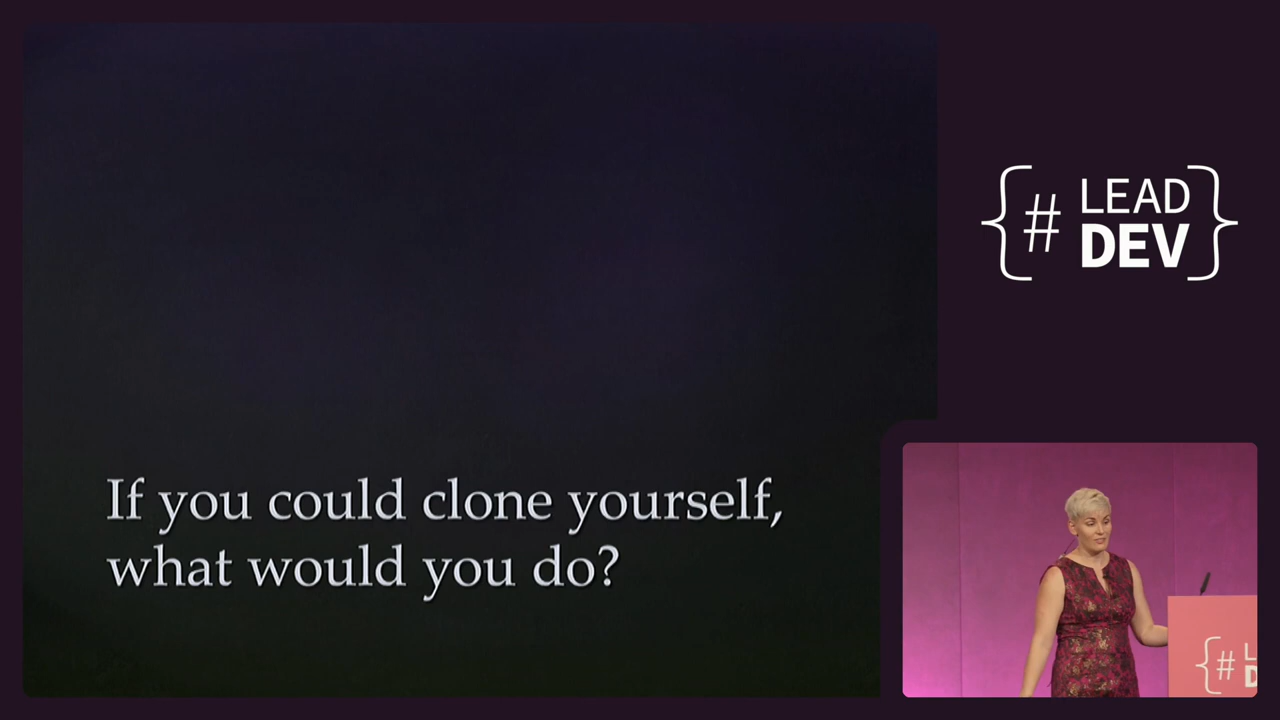 If you could clone yourself,
what would you do?
{# LEAD
DEV}
{# L
D